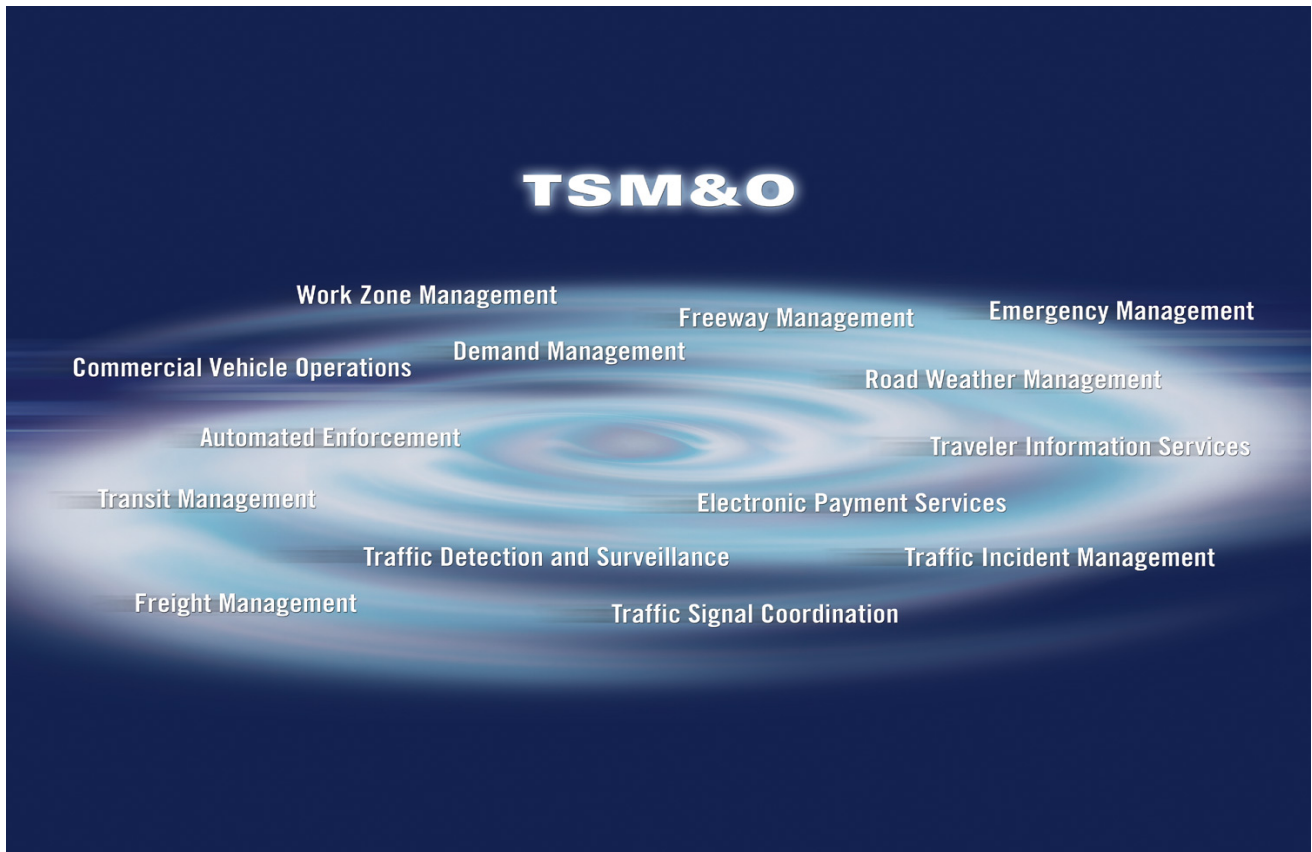 TSM&O
Work Zone Management
Freeway Management
Emergency Management
Demand Management
Commercial Vehicle Operations
Road Weather Management
Automated Enforcement
Traveler Information Services
Transit Management
Electronic Payment Services
Traffic Detection and Surveillance
Traffic Incident Management
Freight Management
Traffic Signal Coordination